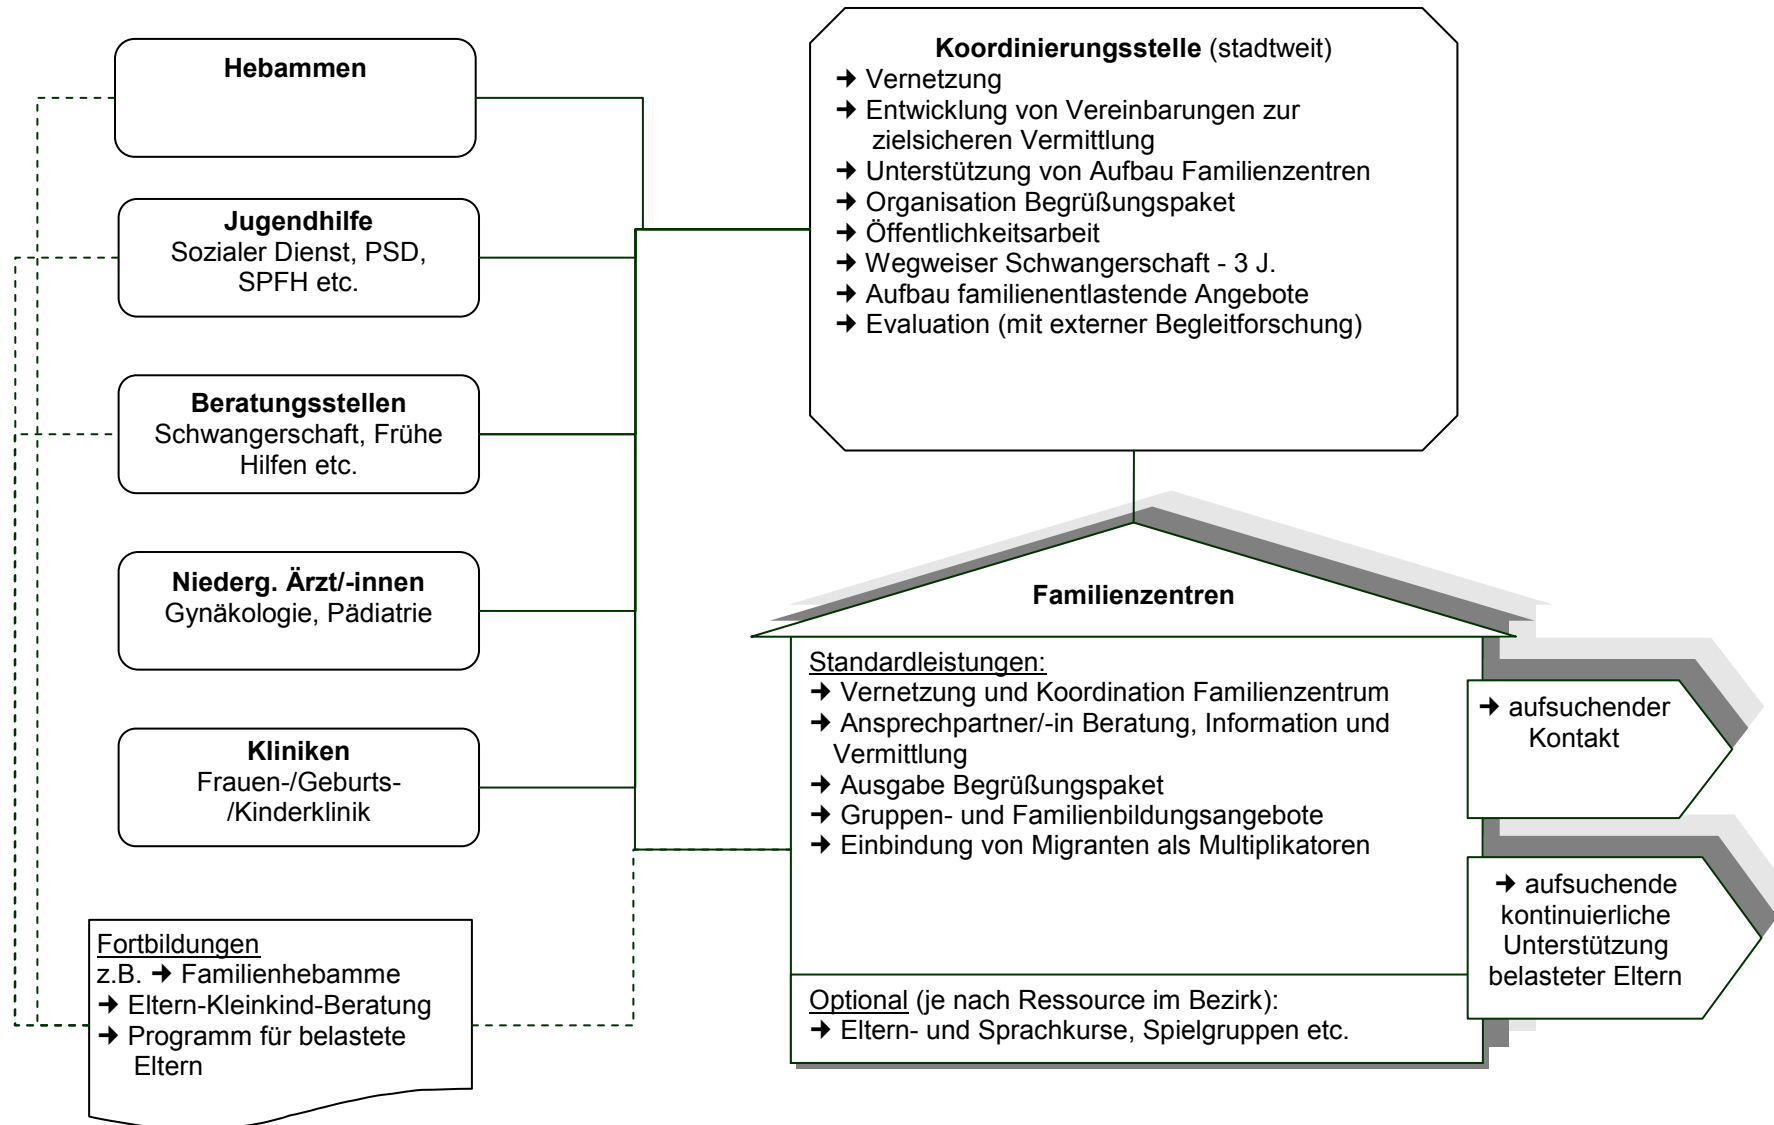 Hebammen
Jugendhilfe
Sozialer Dienst, PSD,
SPFH etc.
Beratungsstellen
Schwangerschaft, Frühe
Hilfen etc.
Niederg. Ärzt/-innen
Gynäkologie, Pädiatrie
Kliniken
Frauen-/Geburts-
/Kinderklinik
Fortbildungen
z.B. ➔ Familienhebamme
➔ Eltern-Kleinkind-Beratung
➔ Programm für belastete
Eltern
Koordinierungsstelle (stadtweit)
➔ Vernetzung
➔ Entwicklung von Vereinbarungen zur
zielsicheren Vermittlung
➔ Unterstützung von Aufbau Familienzentren
➔ Organisation Begrüßungspaket
➔ Öffentlichkeitsarbeit
➔ Wegweiser Schwangerschaft - 3 J.
➔ Aufbau familienentlastende Angebote
➔ Evaluation (mit externer Begleitforschung)
Familienzentren
Standardleistungen:
➔ Vernetzung und Koordination Familienzentrum
➔ Ansprechpartner/-in Beratung, Information und
Vermittlung
➔ Ausgabe Begrüßungspaket
➔ Gruppen- und Familienbildungsangebote
➔ Einbindung von Migranten als Multiplikatoren
Optional (je nach Ressource im Bezirk):
➔ Eltern- und Sprachkurse, Spielgruppen etc.
➔ aufsuchender
Kontakt
➔ aufsuchende
kontinuierliche
Unterstützung
belasteter Eltern